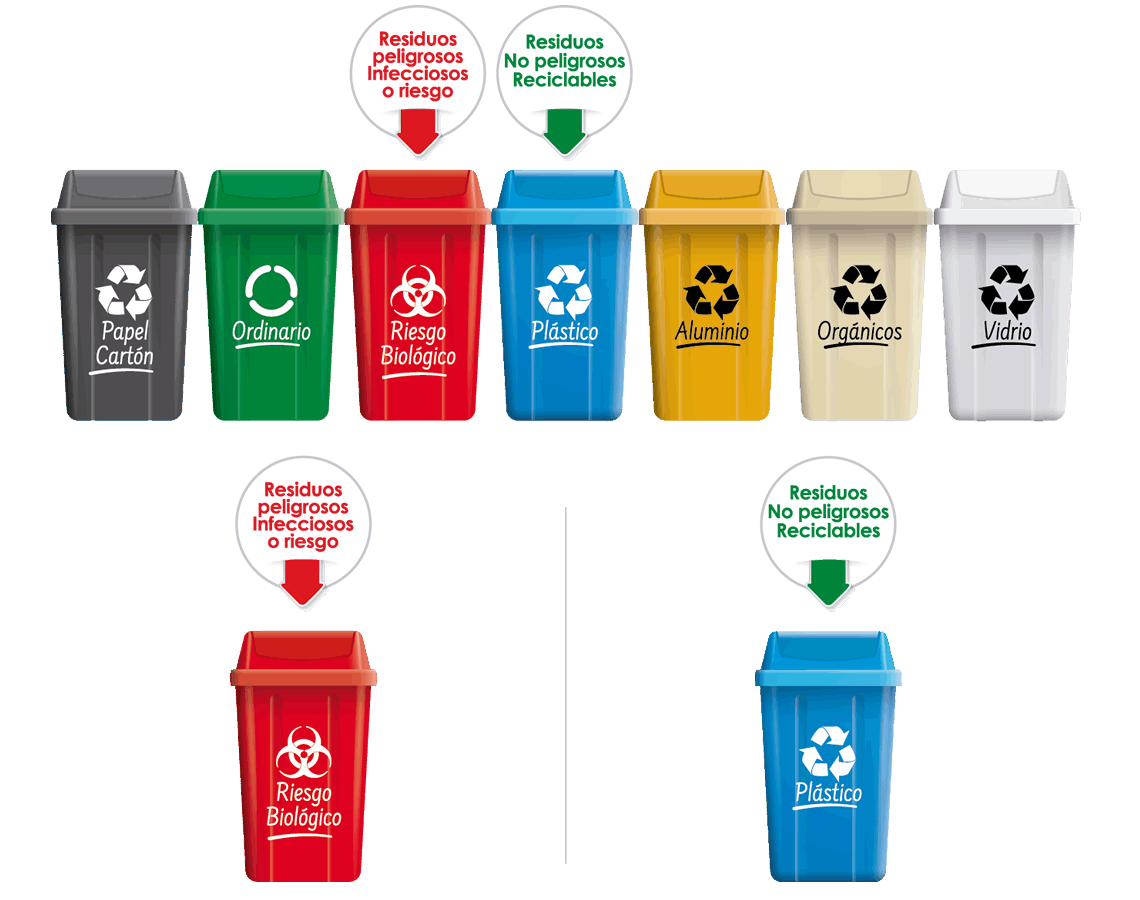 Residuos
peligrosos
Infecciosos
o riesgo
Residuos
No peligrosos
Reciclables
Papel
Cartón
Ordinario
Riesgo
Biológico
Plástico
Aluminio
Orgánicos
Vidrio
Residuos
peligrosos
Infecciosos
o riesgo
Residuos
No peligrosos
Reciclables
Riesgo
Biológico
Plástico